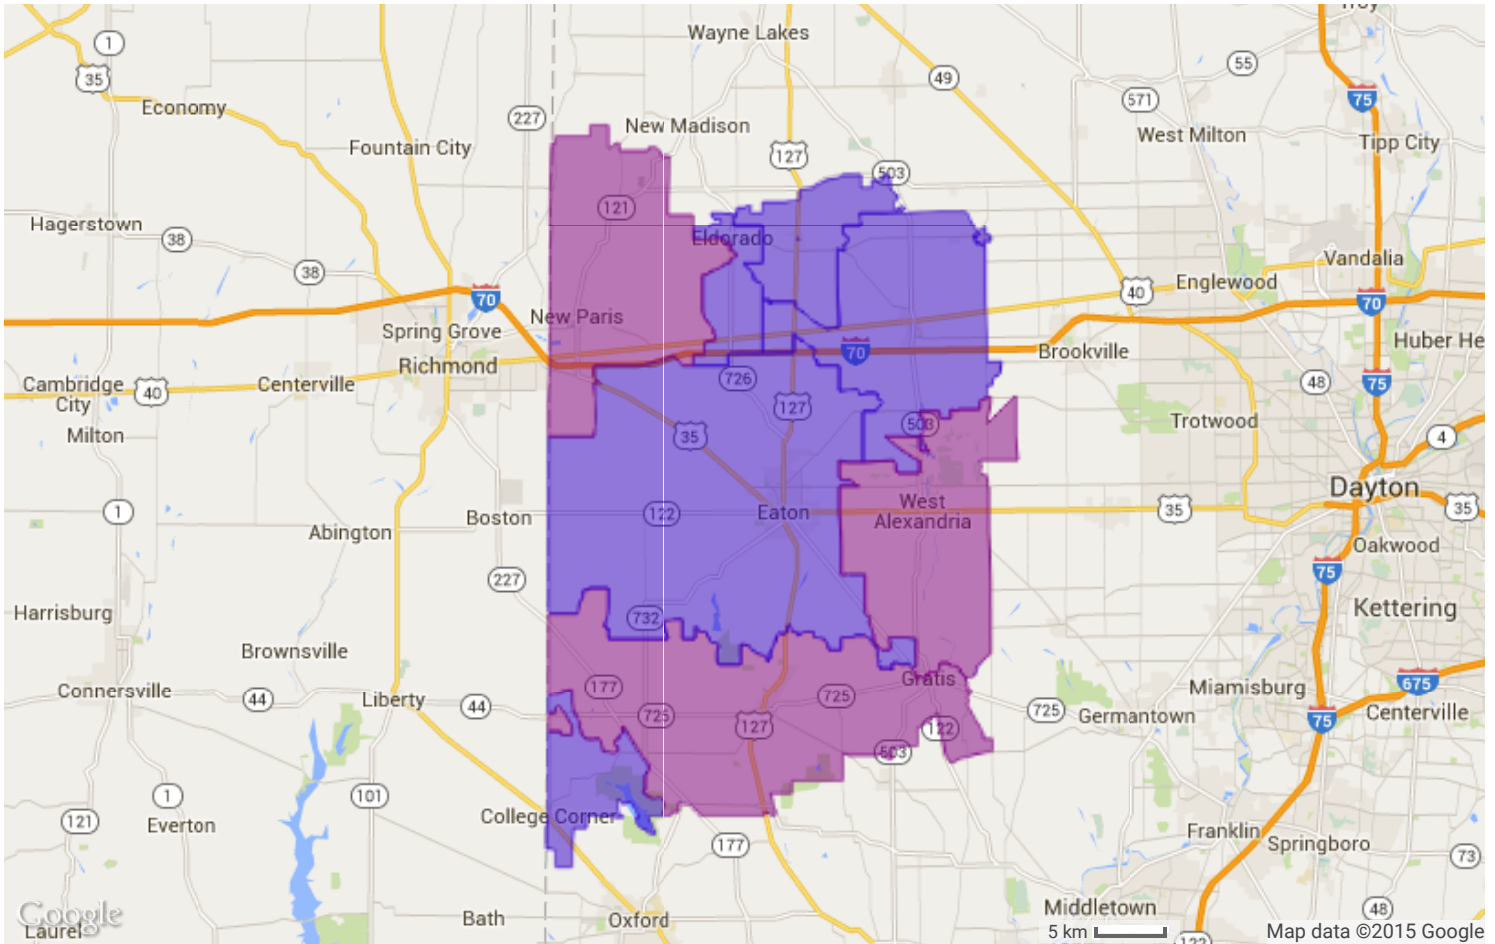 Troy
Wayne Lakes
1
55
35
49
75
571
Economy
227
New Madison
West Milton
Tipp City
Fountain City
127
503
121
Hagerstown
38
Eldorado
Vandalia
38
Englewood
70
40
70
New Paris
Spring Grove
Huber He
Richmond
70
Brookville
726
48
75
Cambridge
City
40
Centerville
127
503
Trotwood
Milton
35
4
Dayton
West
Alexandria
1
122
Eaton
35
35
Boston
Abington
Oakwood
227
75
Harrisburg
732
Kettering
Brownsville
Gratis
Connersville
177
Miamisburg
675
44
Liberty
44
725
725
725
Germantown
Centerville
127
122
75
503
1
101
College Corner
121
Everton
Franklin
Springboro
177
73
Google
Bath
Oxford
Middletown
48
Laurel
5 km
122
Map data ©2015 Google